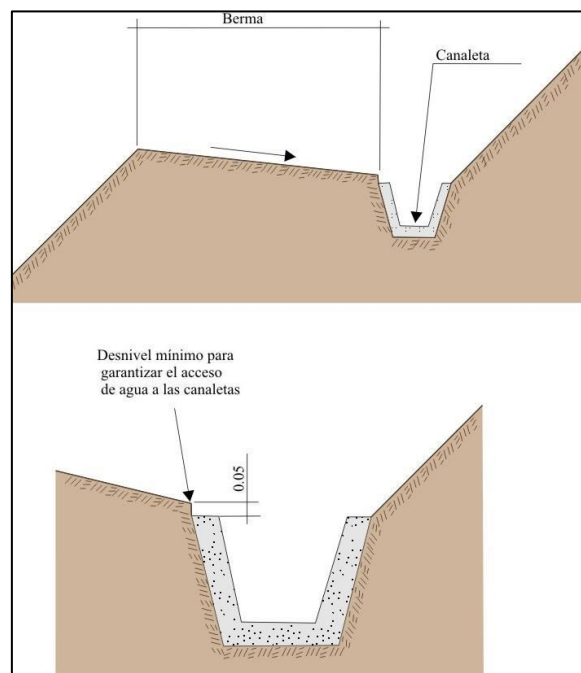 Berma
Canaleta
Desnivel mínimo para
garantizar el acceso
de agua a las canaletas
0.05